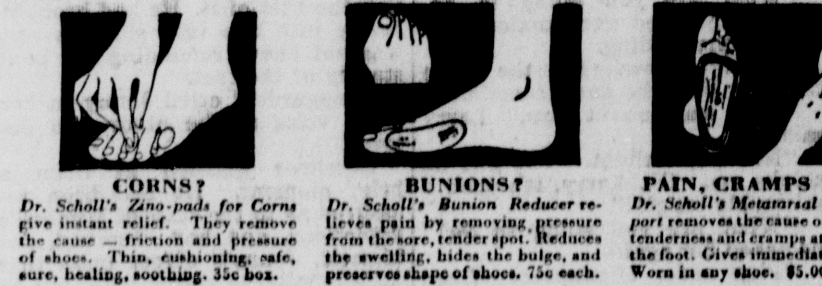 CORNS?
Dr. Scholl's Zino-pads for Corns
give instant relief. They remove
the cause — friction and pressure
of shoes. Thin, cushioning, safe,
sure, healing, soothing. 35c box.
BUNIONS?
Dr. Scholl's Bunion Reducer re-
lieves pain by removing pressure
from the sore, tender spot. Reduces
the swelling, hides the bulge, and
preserves shape of shoes. 75c each.
PAIN, CRAMPS
Dr. Scholl's Metatarsal
port removes the cause o
tenderness and cramps a
the foot. Gives immedia
Worn in any shoe. $5.0